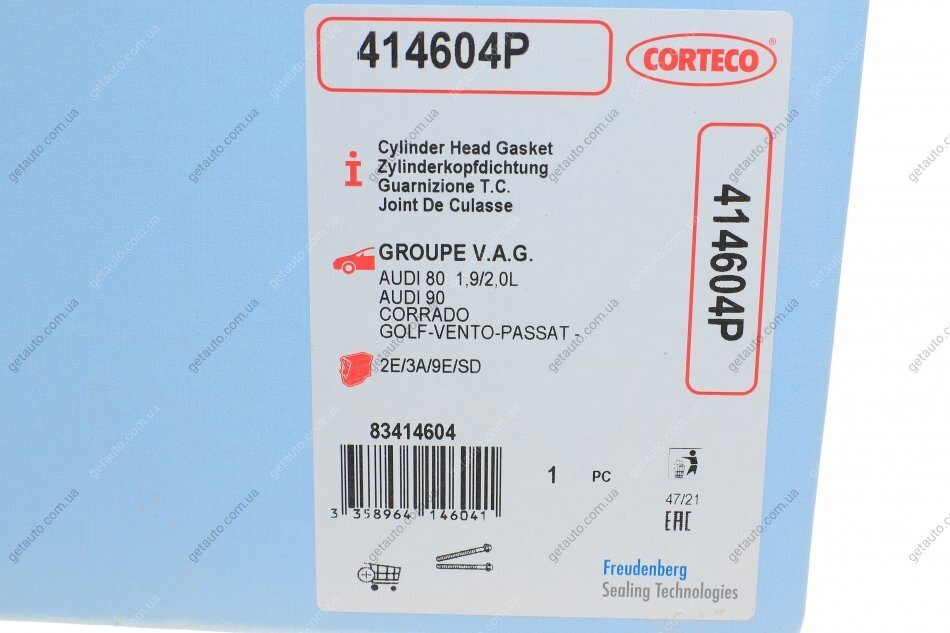 414604P
CORTECO®
Cylinder Head Gasket
Zylinderkopfdichtung
Guarnizione T.C.
Joint De Culasse
i
414604P
GROUPE V.A.G.
AUDI 80 1,9/2,0L
AUDI 90
CORRADO
GOLF-VENTO-PASSAT -
2E/3A/9E/SD
83414604
3 358964 146041
1 PC
47/21
EAC
Freudenberg
Sealing Technologies
getauto.com.ua